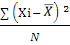 ∑ (Xi – X̅) ²
N